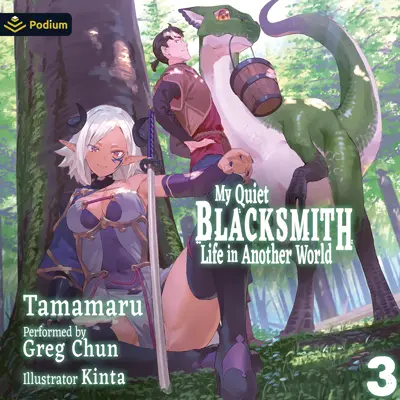 Podium
My Quiet
BLACKSMITH
Life in Another World
Tamamaru
Performed by
Greg Chun
Illustrator Kinta
3